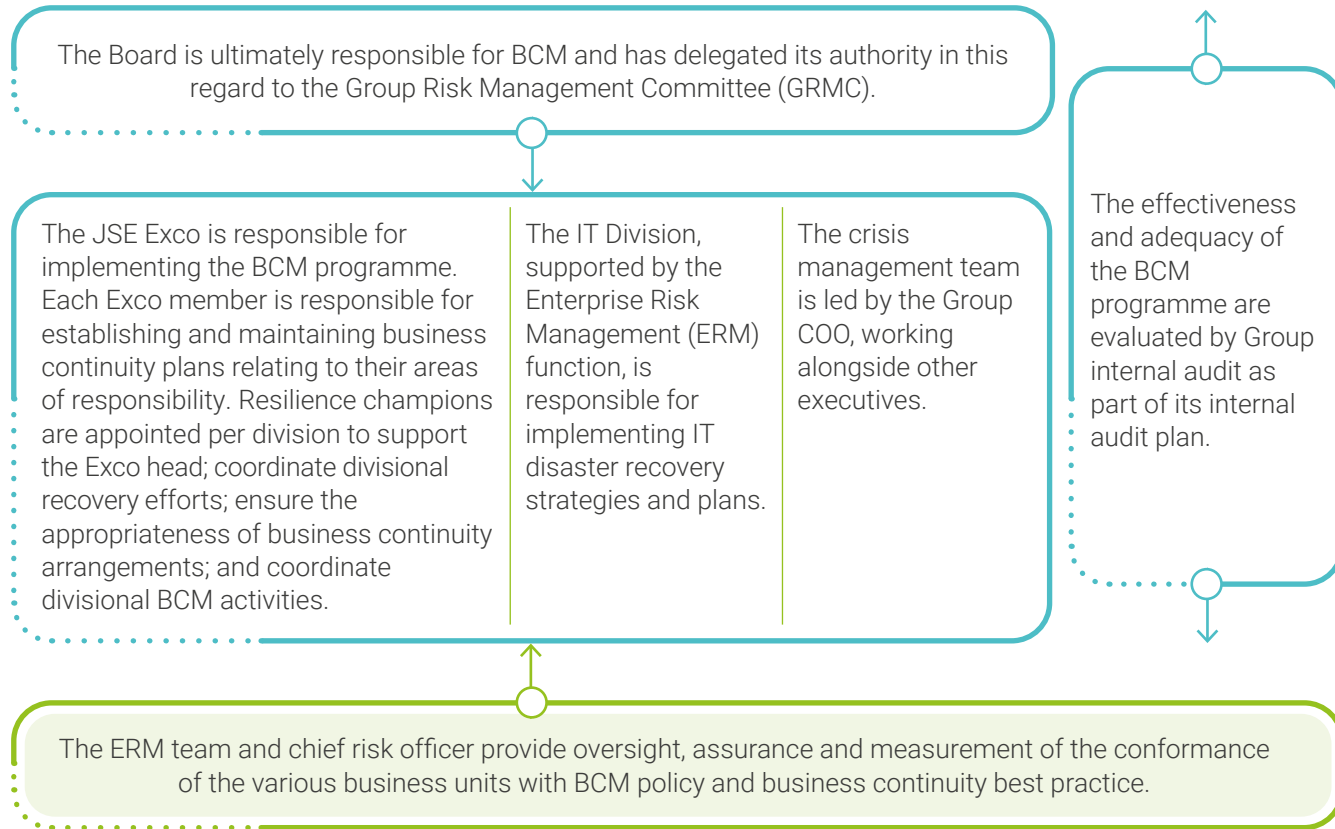 The Board is ultimately responsible for BCM and has delegated its authority in this
regard to the Group Risk Management Committee (GRMC).
The JSE Exco is responsible for
implementing the BCM programme.
Each Exco member is responsible for
establishing and maintaining business
continuity plans relating to their areas
of responsibility. Resilience champions
are appointed per division to support
the Exco head; coordinate divisional
recovery efforts; ensure the
appropriateness of business continuity
arrangements; and coordinate
divisional BCM activities.
The IT Division,
supported by the
Enterprise Risk
Management (ERM)
function, is
responsible for
implementing IT
disaster recovery
strategies and plans.
The crisis
management team
is led by the Group
COO, working
alongside other
executives.
The effectiveness
and adequacy of
the BCM
programme are
evaluated by Group
internal audit as
part of its internal
audit plan.
The ERM team and chief risk officer provide oversight, assurance and measurement of the conformance
of the various business units with BCM policy and business continuity best practice.